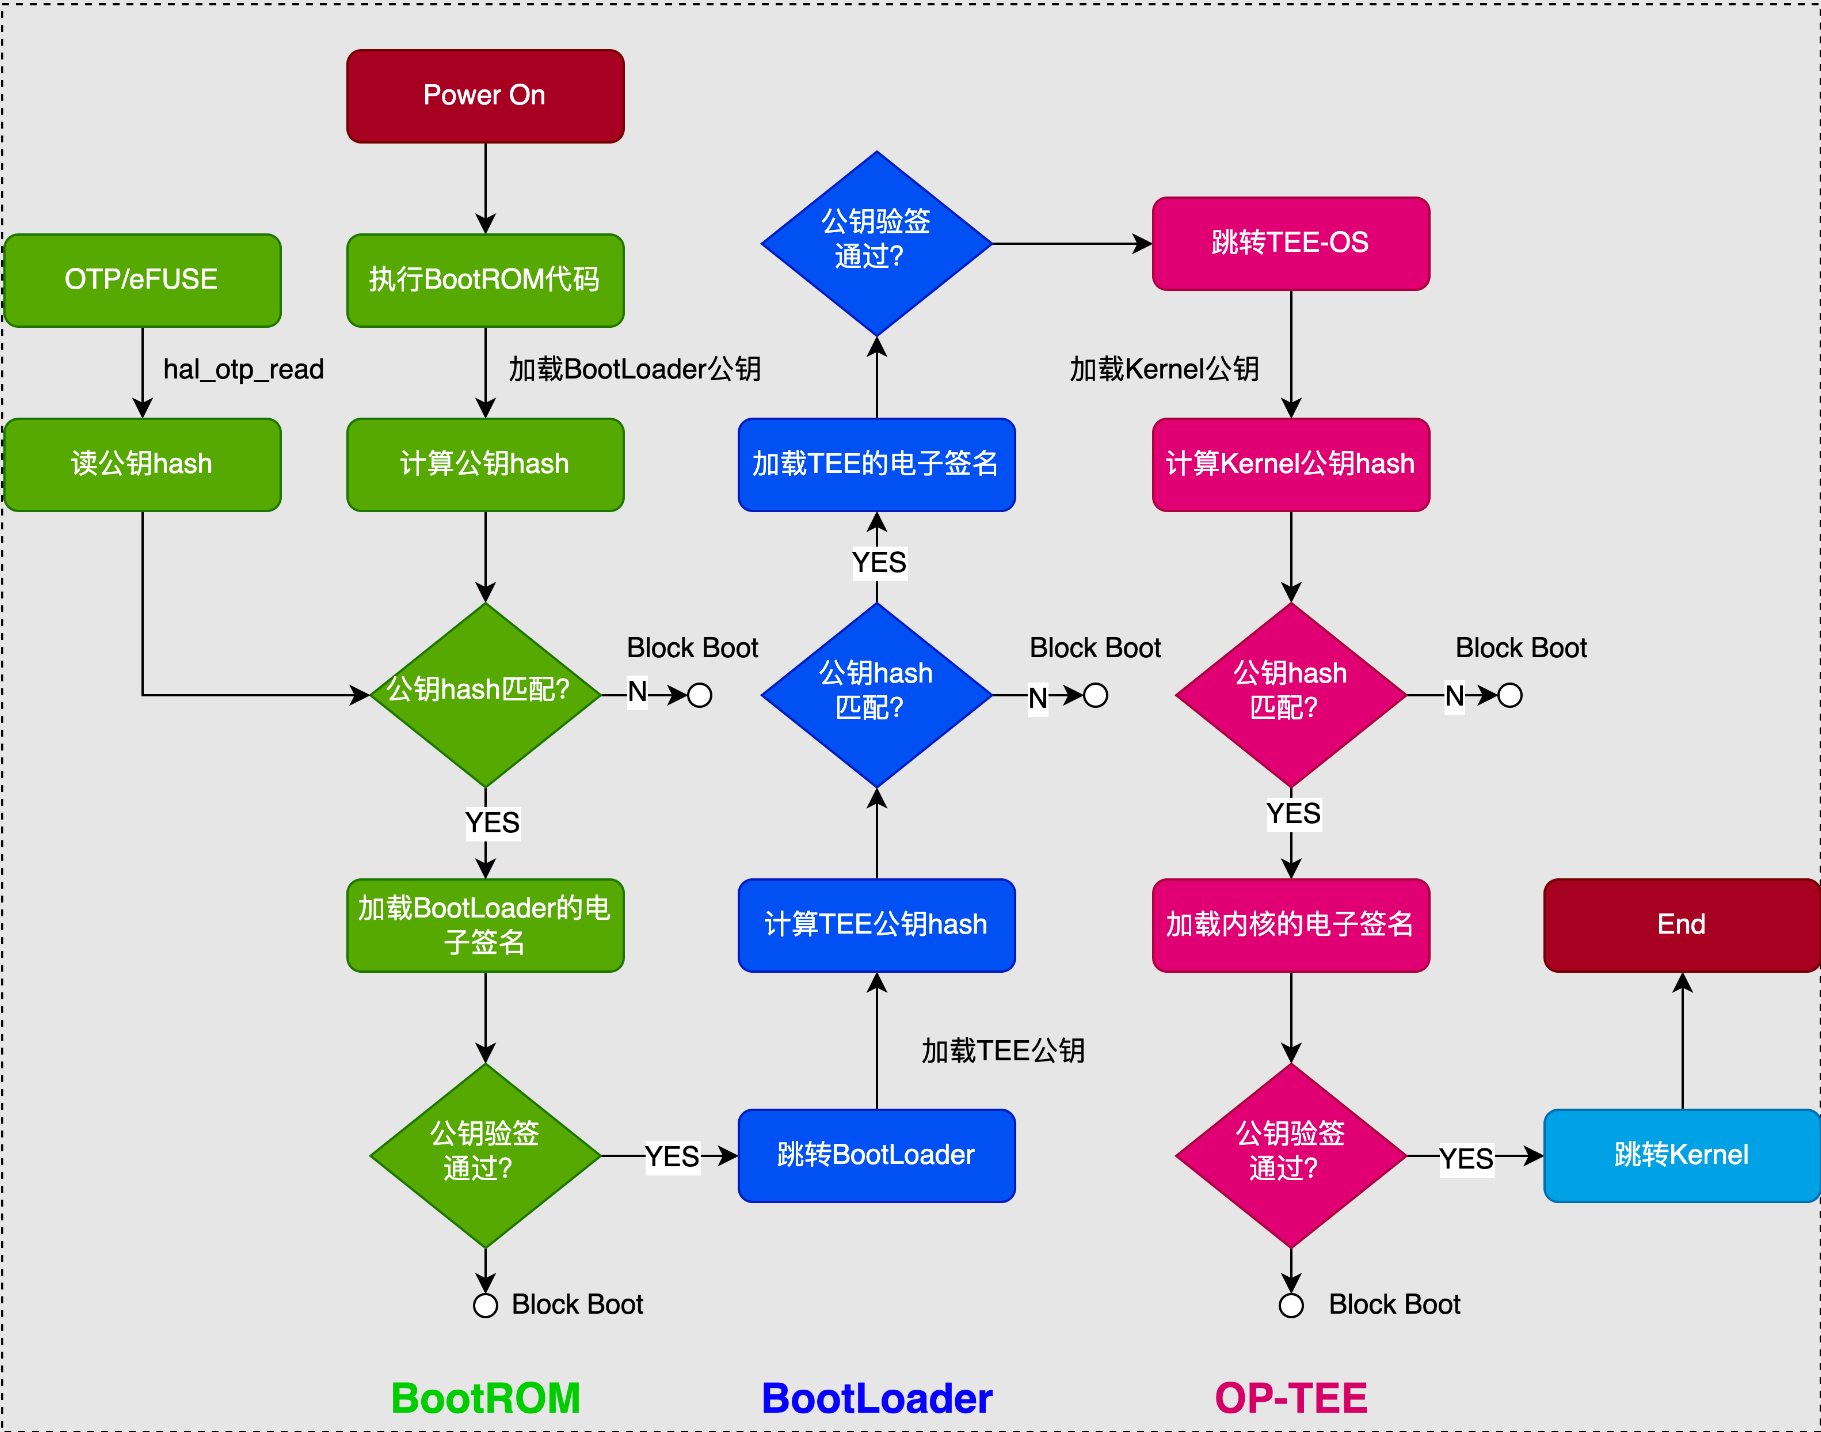 Power On
OTP/eFUSE
执行BootROM代码
hal_otp_read
加载BootLoader公钥
读公钥hash
计算公钥hash
公钥hash匹配?
N
Block Boot
YES
加载BootLoader的电
子签名
公钥验签
通过?
YES
Block Boot
跳转BootLoader
加载TEE公钥
计算TEE公钥hash
公钥hash
匹配?
N
Block Boot
YES
加载TEE的电子签名
公钥验签
通过?
跳转TEE-OS
加载Kernel公钥
计算Kernel公钥hash
公钥hash
匹配?
N
Block Boot
YES
加载内核的电子签名
公钥验签
通过?
YES
Block Boot
跳转Kernel
End
BootROM
BootLoader
OP-TEE